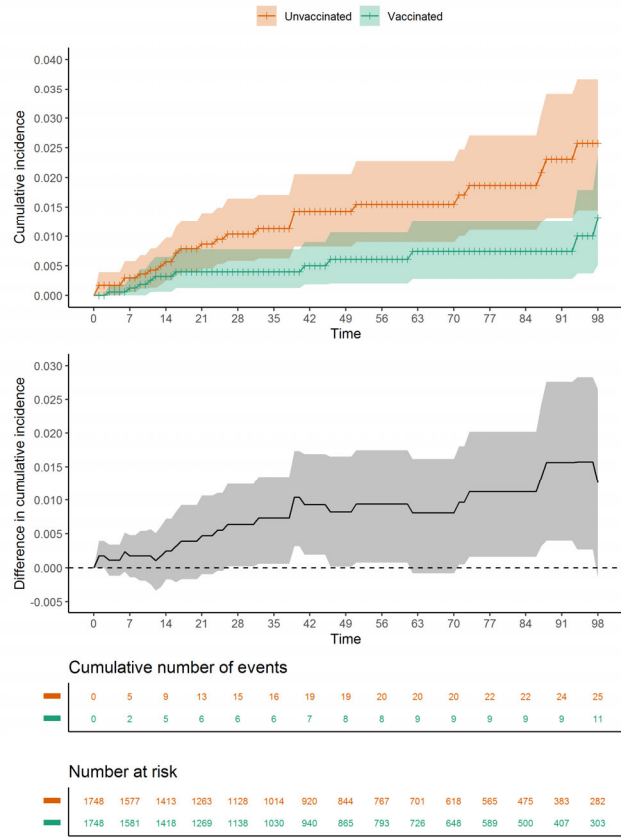 Unvaccinated Vaccinated
0.040
0.035
0.030
0.025
0.020
0.015
0.010
0.005
0.000
Cumulative incidence
0 7 14 21 28 35 42 49 56 63 70 77 84 91 98
Time
0.030
0.025
0.020
0.015
0.010
0.005
0.000
-0.005
Difference in cumulative incidence
0 7 14 21 28 35 42 49 56 63 70 77 84 91 98
Time
Cumulative number of events
0 5 9 13 15 16 19 19 20 20 20 22 22 24 25
0 2 5 6 6 6 7 8 8 9 9 9 9 9 11
Number at risk
1748 1577 1413 1263 1128 1014 920 844 767 701 618 565 475 383 282
1748 1581 1418 1269 1138 1030 940 865 793 726 648 589 500 407 303